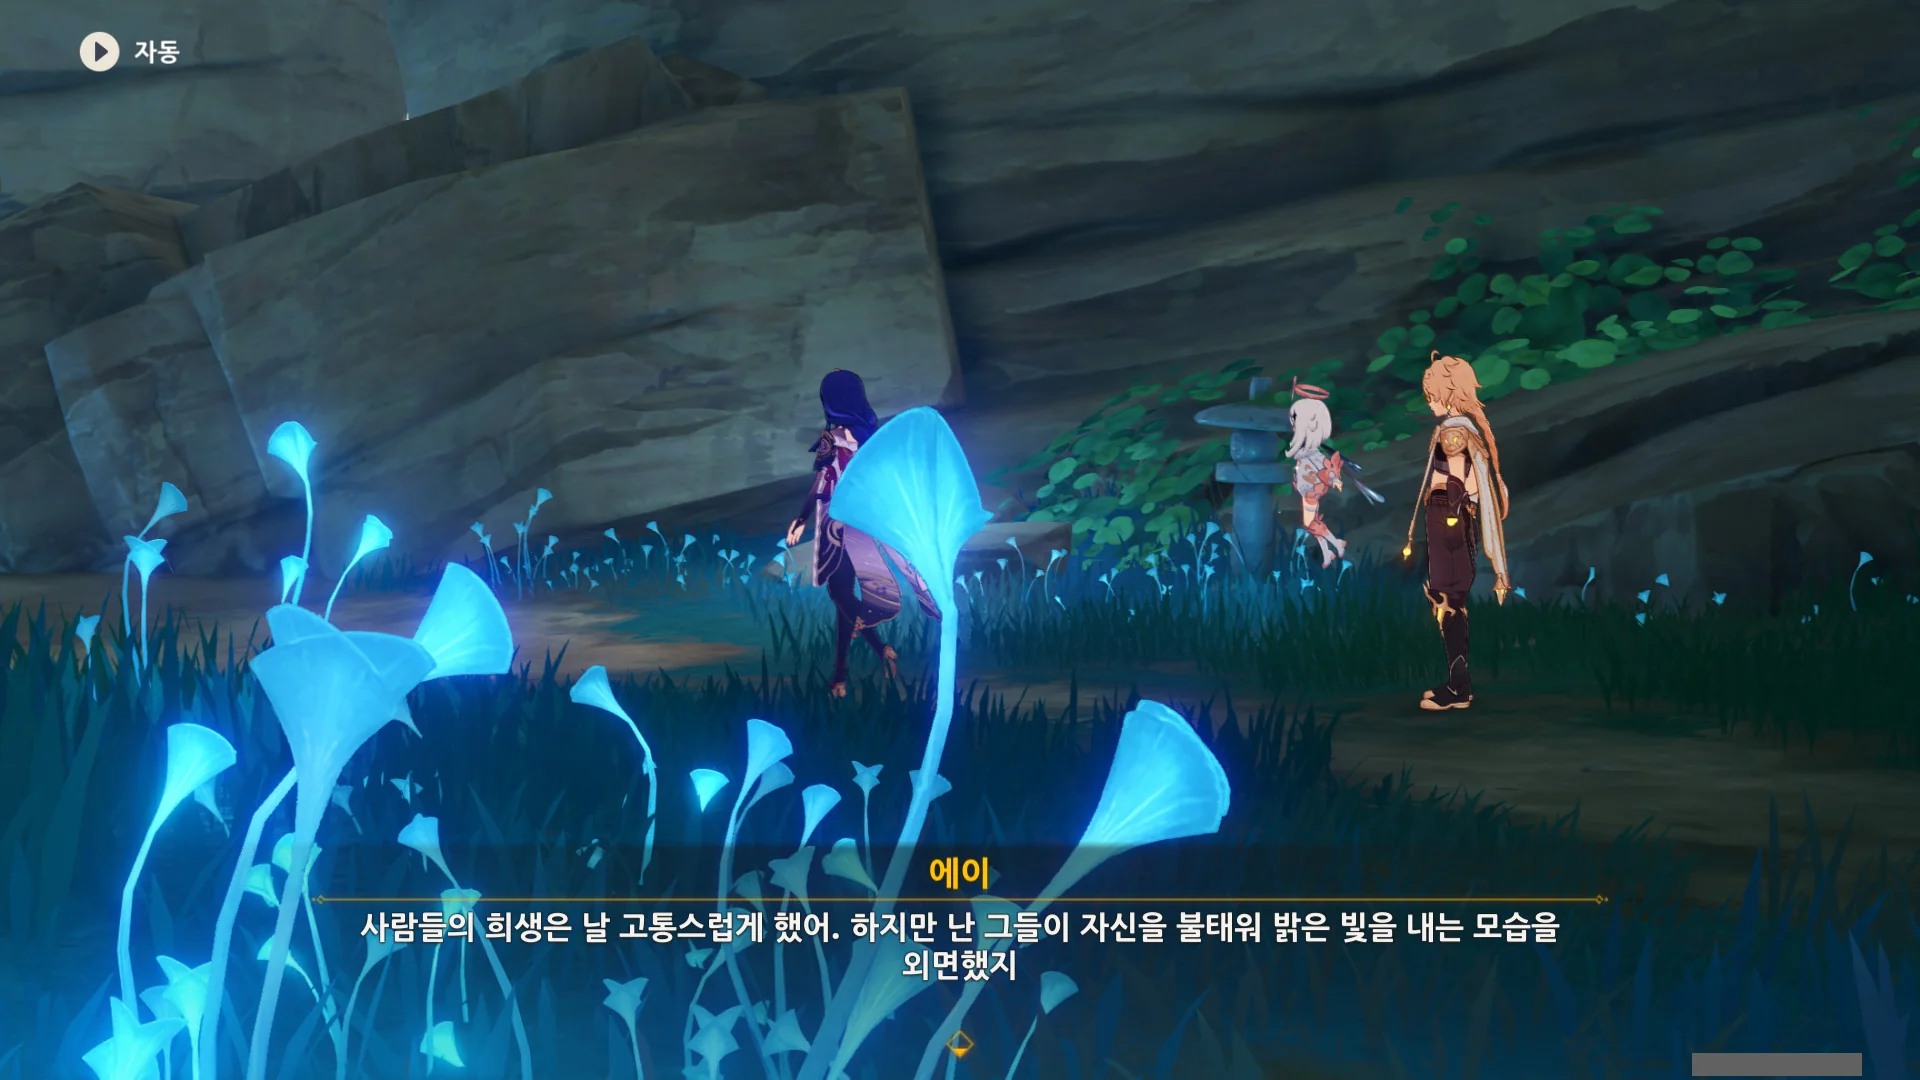 자동
에이
사람들의 희생은 날 고통스럽게 했어. 하지만 난 그들이 자신을 불태워 밝은 빛을 내는 모습을
외면했지